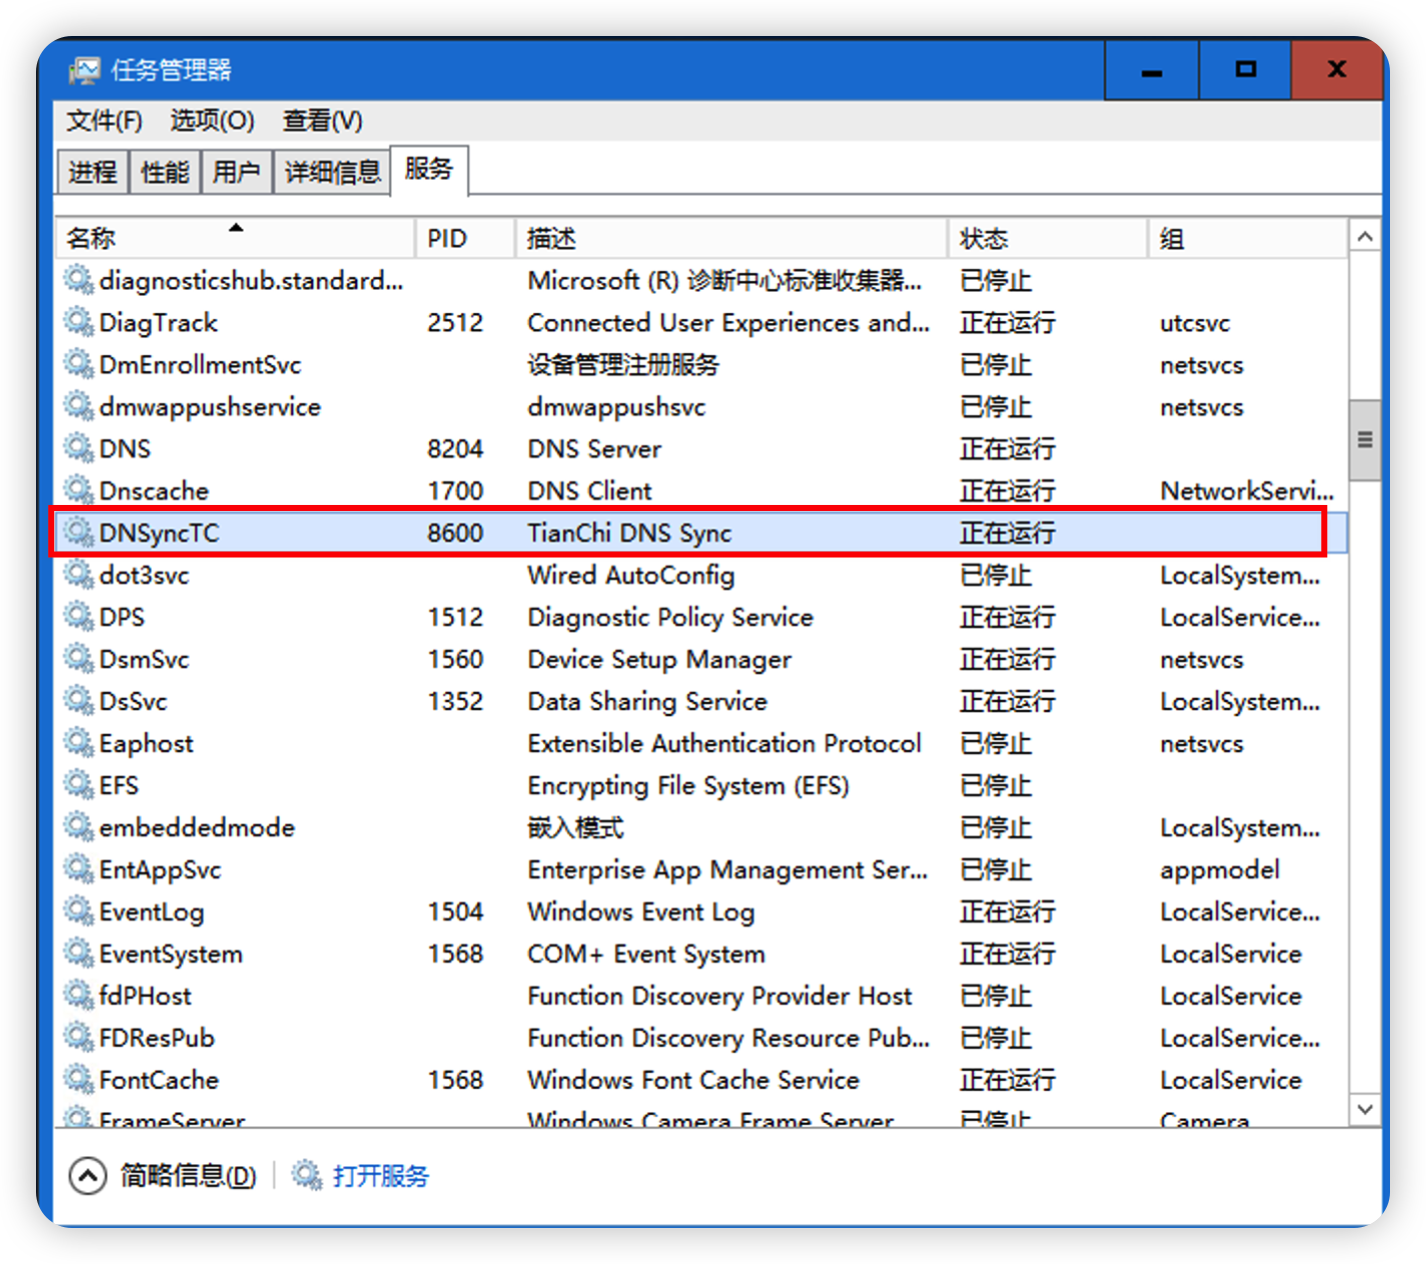 任务管理器
文件(F) 选项(O) 查看(V)
进程 性能 用户 详细信息 服务
名称 PID 描述 状态 组
diagnosticshub.standard... Microsoft (R) 诊断中心标准收集器... 已停止
DiagTrack 2512 Connected User Experiences and... 正在运行 utcsvc
DmEnrollmentSvc 设备管理注册服务 已停止 netsvcs
dmwappushservice dmwappushsvc 已停止 netsvcs
DNS 8204 DNS Server 正在运行
Dnscache 1700 DNS Client 正在运行 NetworkServi...
DNSyncTC 8600 TianChi DNS Sync 正在运行
dot3svc Wired AutoConfig 已停止 LocalSystem...
DPS 1512 Diagnostic Policy Service 正在运行 LocalService...
DsmSvc 1560 Device Setup Manager 正在运行 netsvcs
DsSvc 1352 Data Sharing Service 正在运行 LocalSystem...
Eaphost Extensible Authentication Protocol 已停止 netsvcs
EFS Encrypting File System (EFS) 已停止
embeddedmode 嵌入模式 已停止 LocalSystem...
EntAppSvc Enterprise App Management Ser... 已停止 appmodel
EventLog 1504 Windows Event Log 正在运行 LocalService...
EventSystem 1568 COM+ Event System 正在运行 LocalService
fdPHost Function Discovery Provider Host 已停止 LocalService
FDResPub Function Discovery Resource Pub... 已停止 LocalService...
FontCache 1568 Windows Font Cache Service 正在运行 LocalService
FrameServer Windows Camera Frame Server 已停止 Camera
简略信息(D) 打开服务